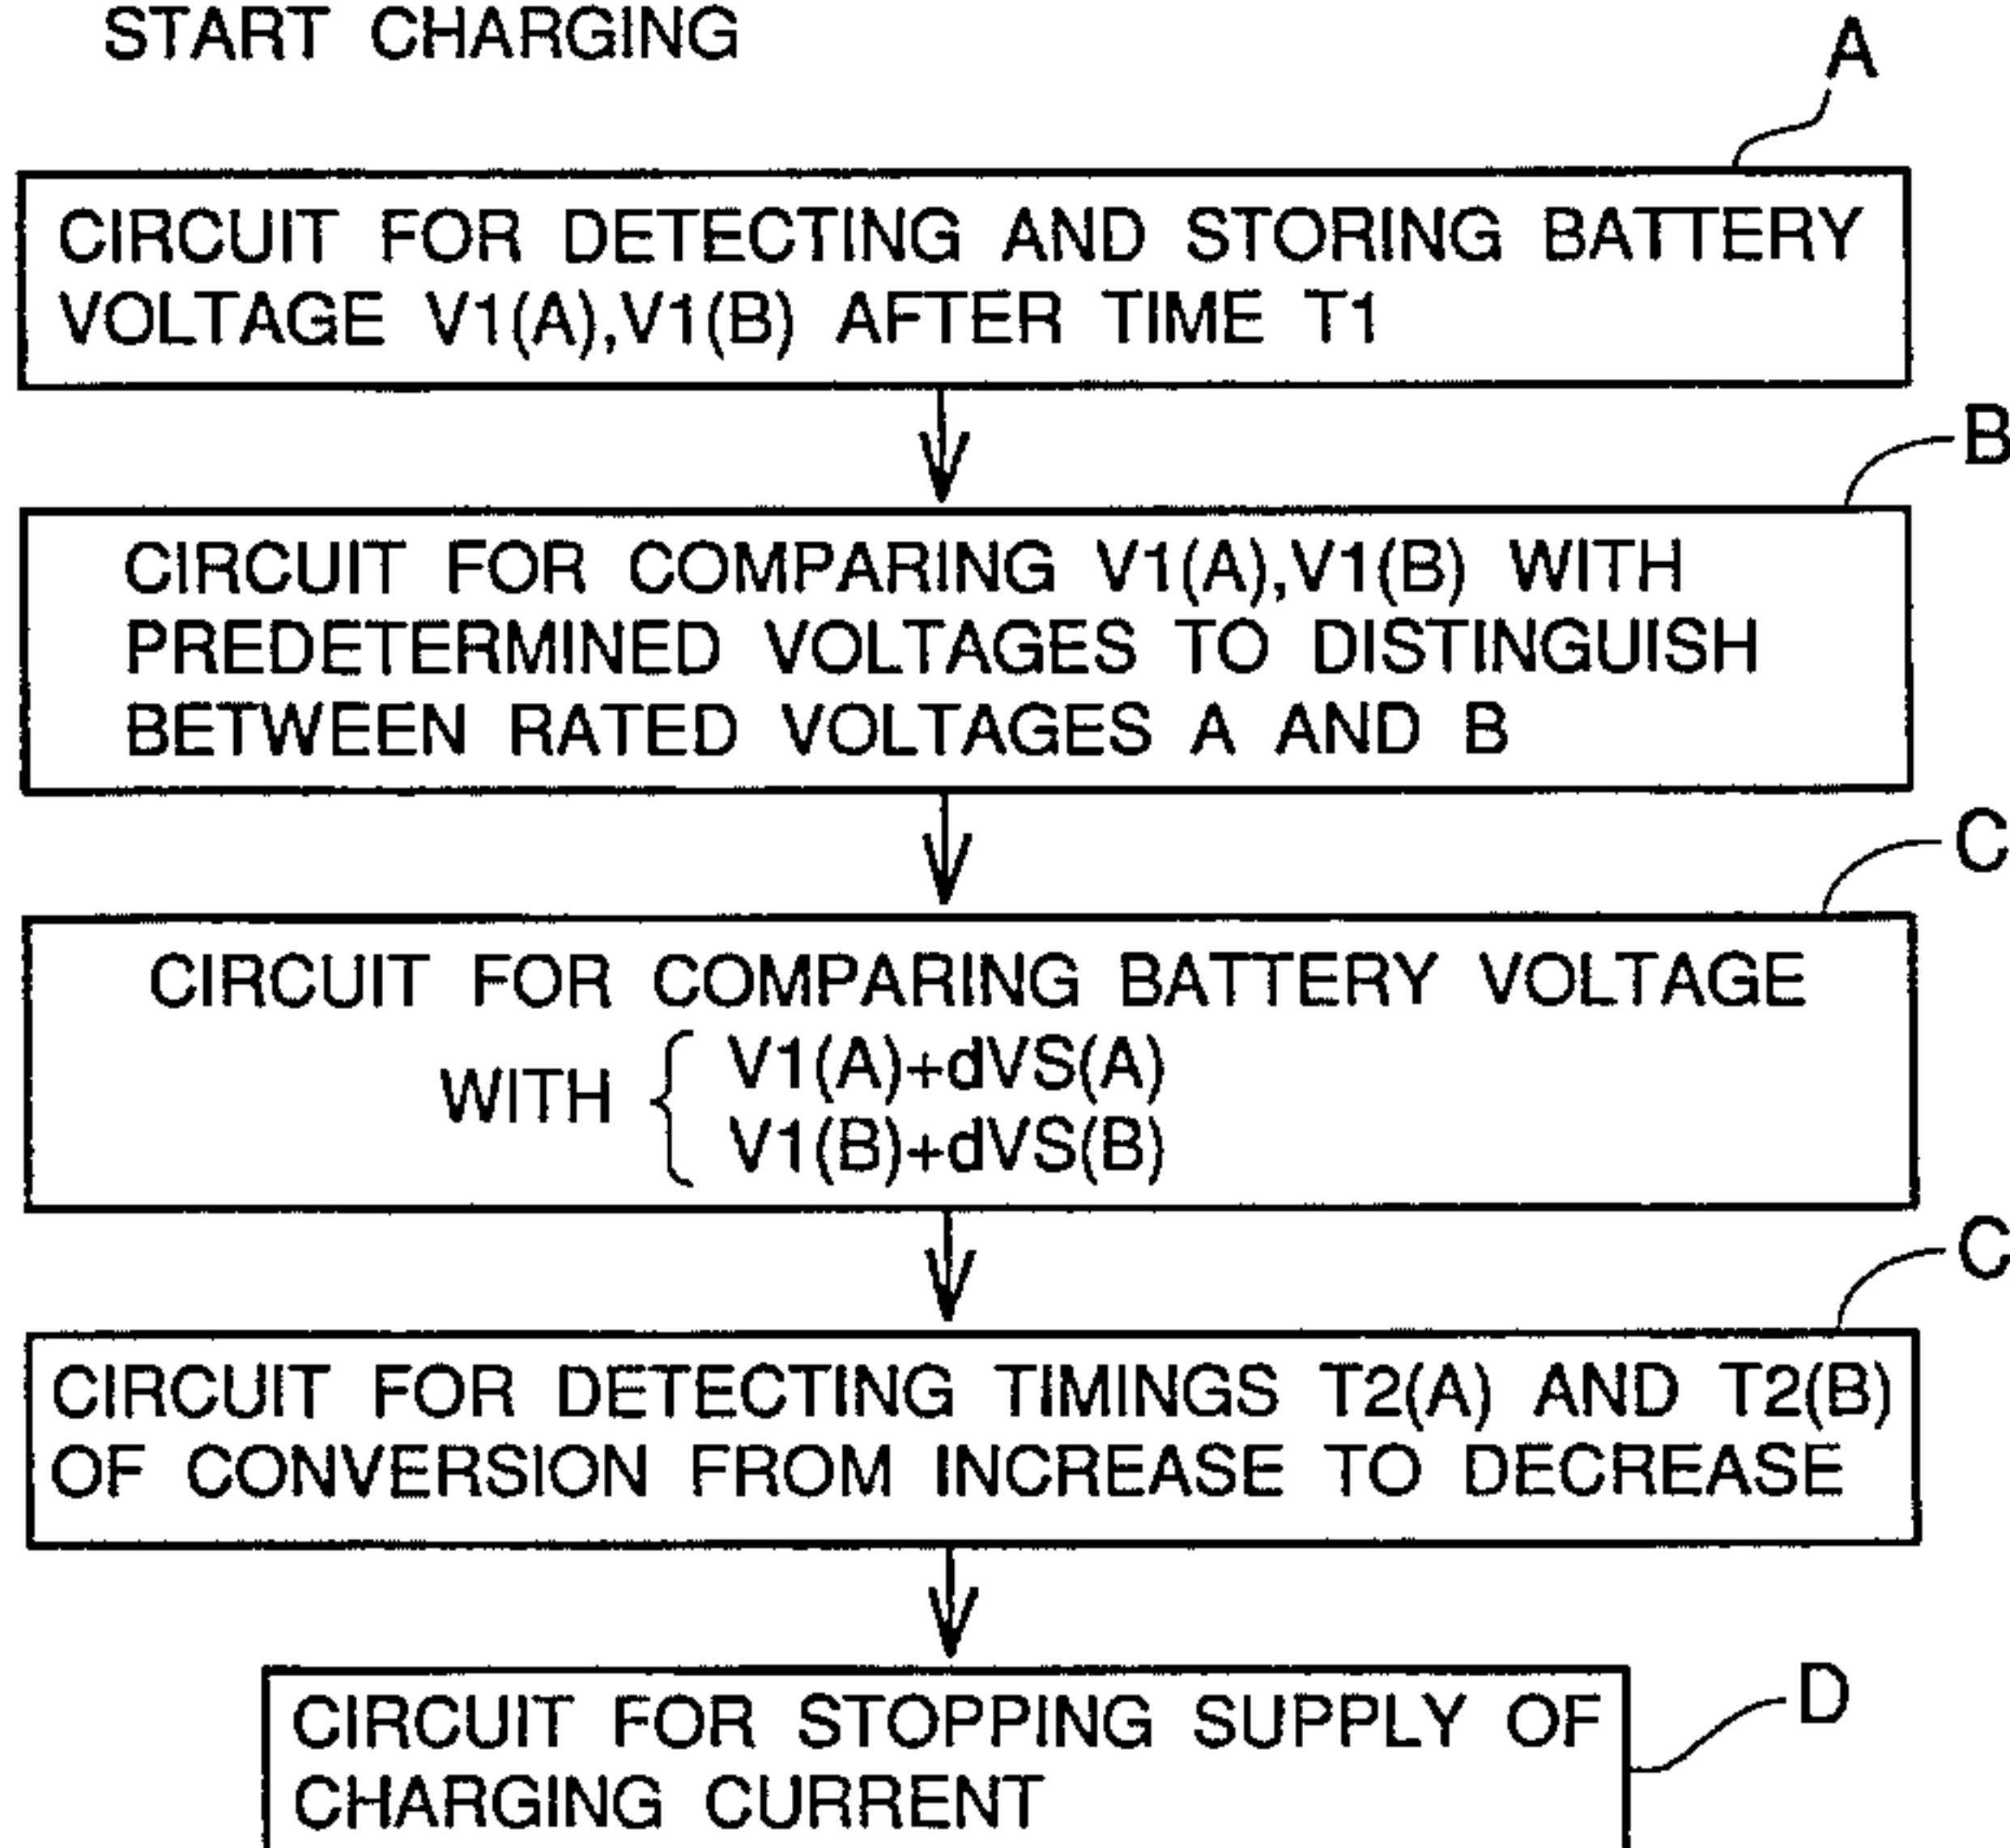 START CHARGING
A
CIRCUIT FOR DETECTING AND STORING BATTERY
VOLTAGE V1(A),V1(B) AFTER TIME T1
B
CIRCUIT FOR COMPARING V1(A),V1(B) WITH
PREDETERMINED VOLTAGES TO DISTINGUISH
BETWEEN RATED VOLTAGES A AND B
C
CIRCUIT FOR COMPARING BATTERY VOLTAGE
WITH { V1(A)+dVS(A)
V1(B)+dVS(B)
C
CIRCUIT FOR DETECTING TIMINGS T2(A) AND T2(B)
OF CONVERSION FROM INCREASE TO DECREASE
D
CIRCUIT FOR STOPPING SUPPLY OF
CHARGING CURRENT